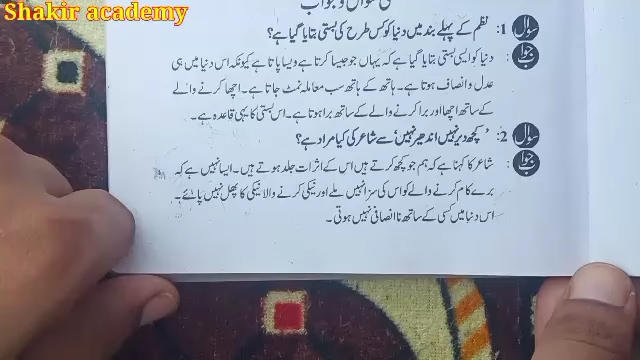 Shakir academy
سوال و جواب
سوال 1: نظم کے پہلے بند میں دنیا کو کس طرح کی بستی بتایا گیا ہے؟
جواب : دنیا کو ایسی بستی بتایا گیا ہے کہ یہاں جو جیسا کرتا ہے ویسا پاتا ہے کیونکہ اس دنیا میں ہی
عدل و انصاف ہوتا ہے۔ ہاتھ کے ہاتھ سب معاملہ نمٹ جاتا ہے۔ اچھا کرنے والے
کے ساتھ اچھا اور برا کرنے والے کے ساتھ برا ہوتا ہے۔ اس بستی کا یہی قاعدہ ہے۔
سوال 2: ’کچھ دیر نہیں اندھیر نہیں‘ سے شاعر کی کیا مراد ہے؟
جواب : شاعر کا کہنا ہے کہ ہم جو کچھ کرتے ہیں اس کے اثرات جلد ہوتے ہیں۔ ایسا نہیں ہے کہ
برے کام کرنے والے کو اس کی سزا نہیں ملے اور نیکی کرنے والا نیکی کا پھل نہیں پائے۔
اس دنیا میں کسی کے ساتھ نا انصافی نہیں ہوتی۔